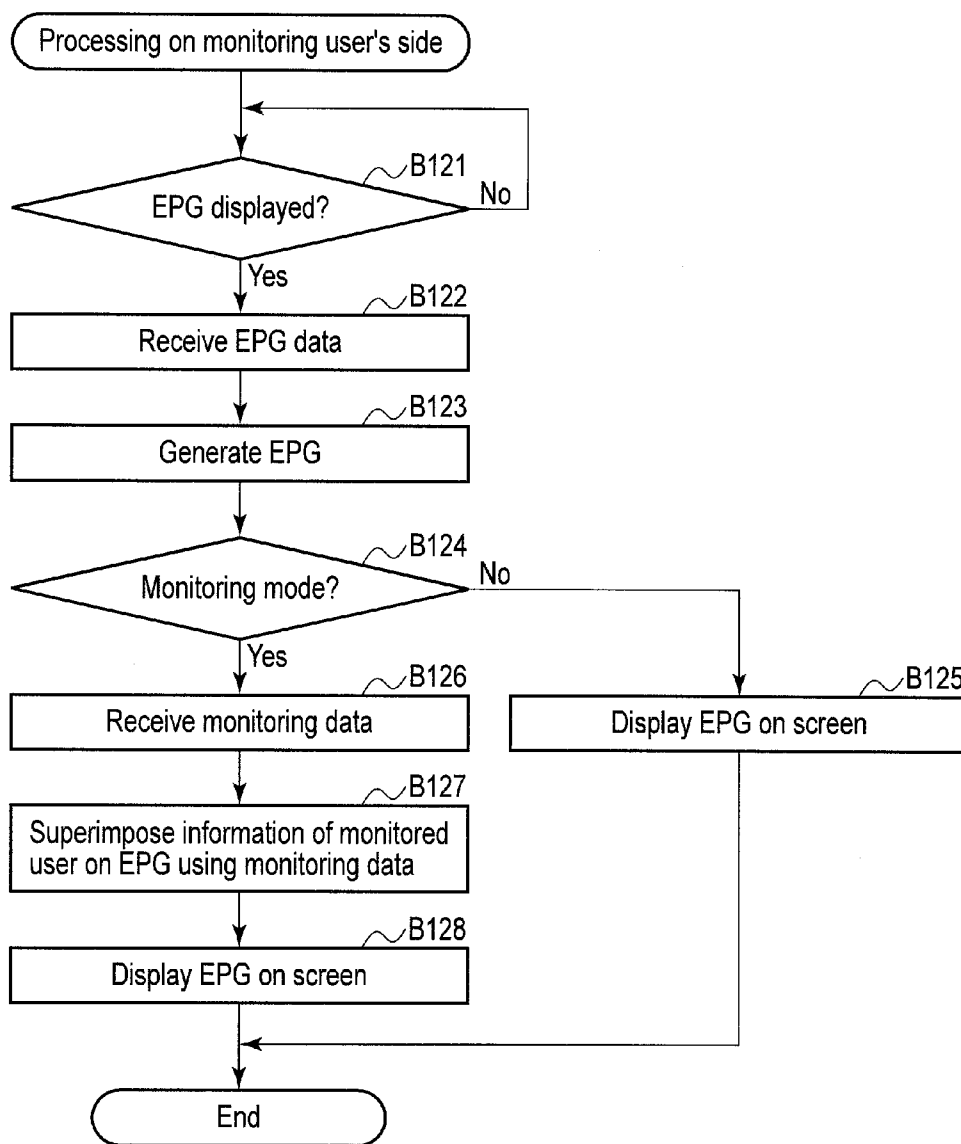 Processing on monitoring user's side
B121
EPG displayed?
No
Yes
B122
Receive EPG data
B123
Generate EPG
B124
Monitoring mode?
No
Yes
B126
Receive monitoring data
B125
Display EPG on screen
B127
Superimpose information of monitored
user on EPG using monitoring data
B128
Display EPG on screen
End